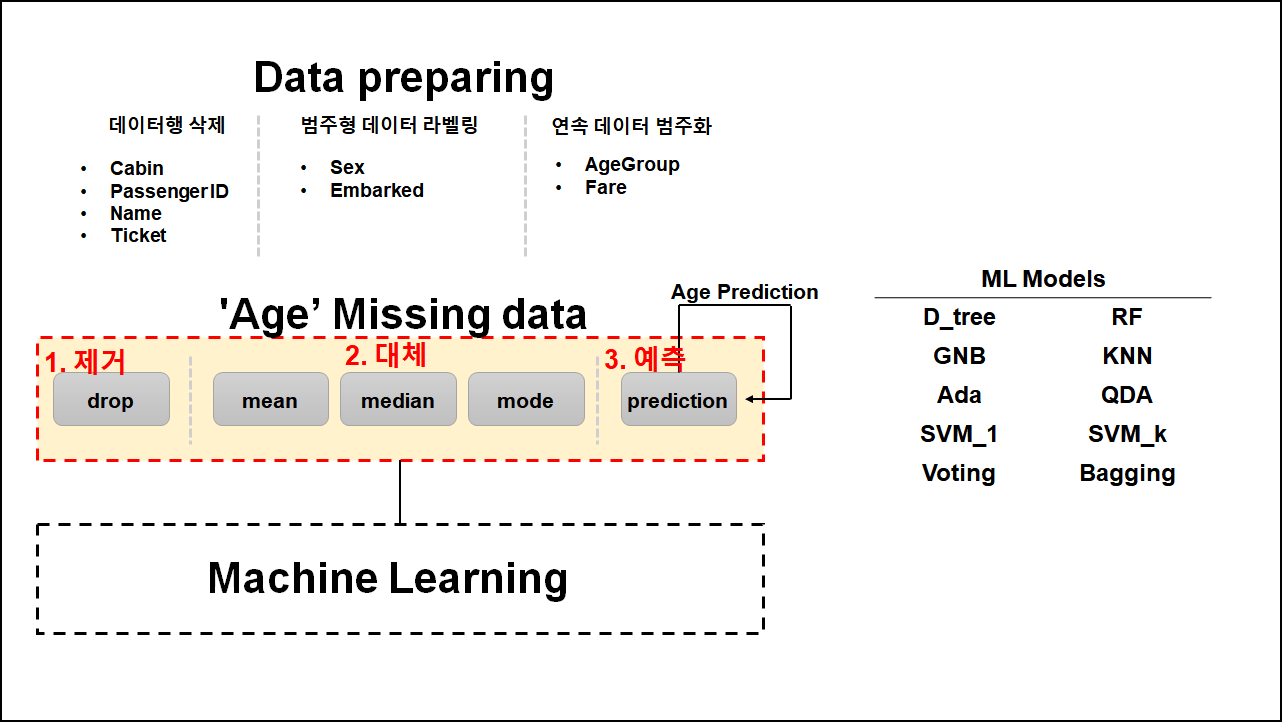 Data preparing
데이터행 삭제
• Cabin
• PassengerID
• Name
• Ticket
범주형 데이터 라벨링
• Sex
• Embarked
연속 데이터 범주화
• AgeGroup
• Fare
'Age’ Missing data
Age Prediction
1. 제거
drop
2. 대체
mean
median
mode
3. 예측
prediction
Machine Learning
ML Models
D_tree RF
GNB KNN
Ada QDA
SVM_1 SVM_k
Voting Bagging